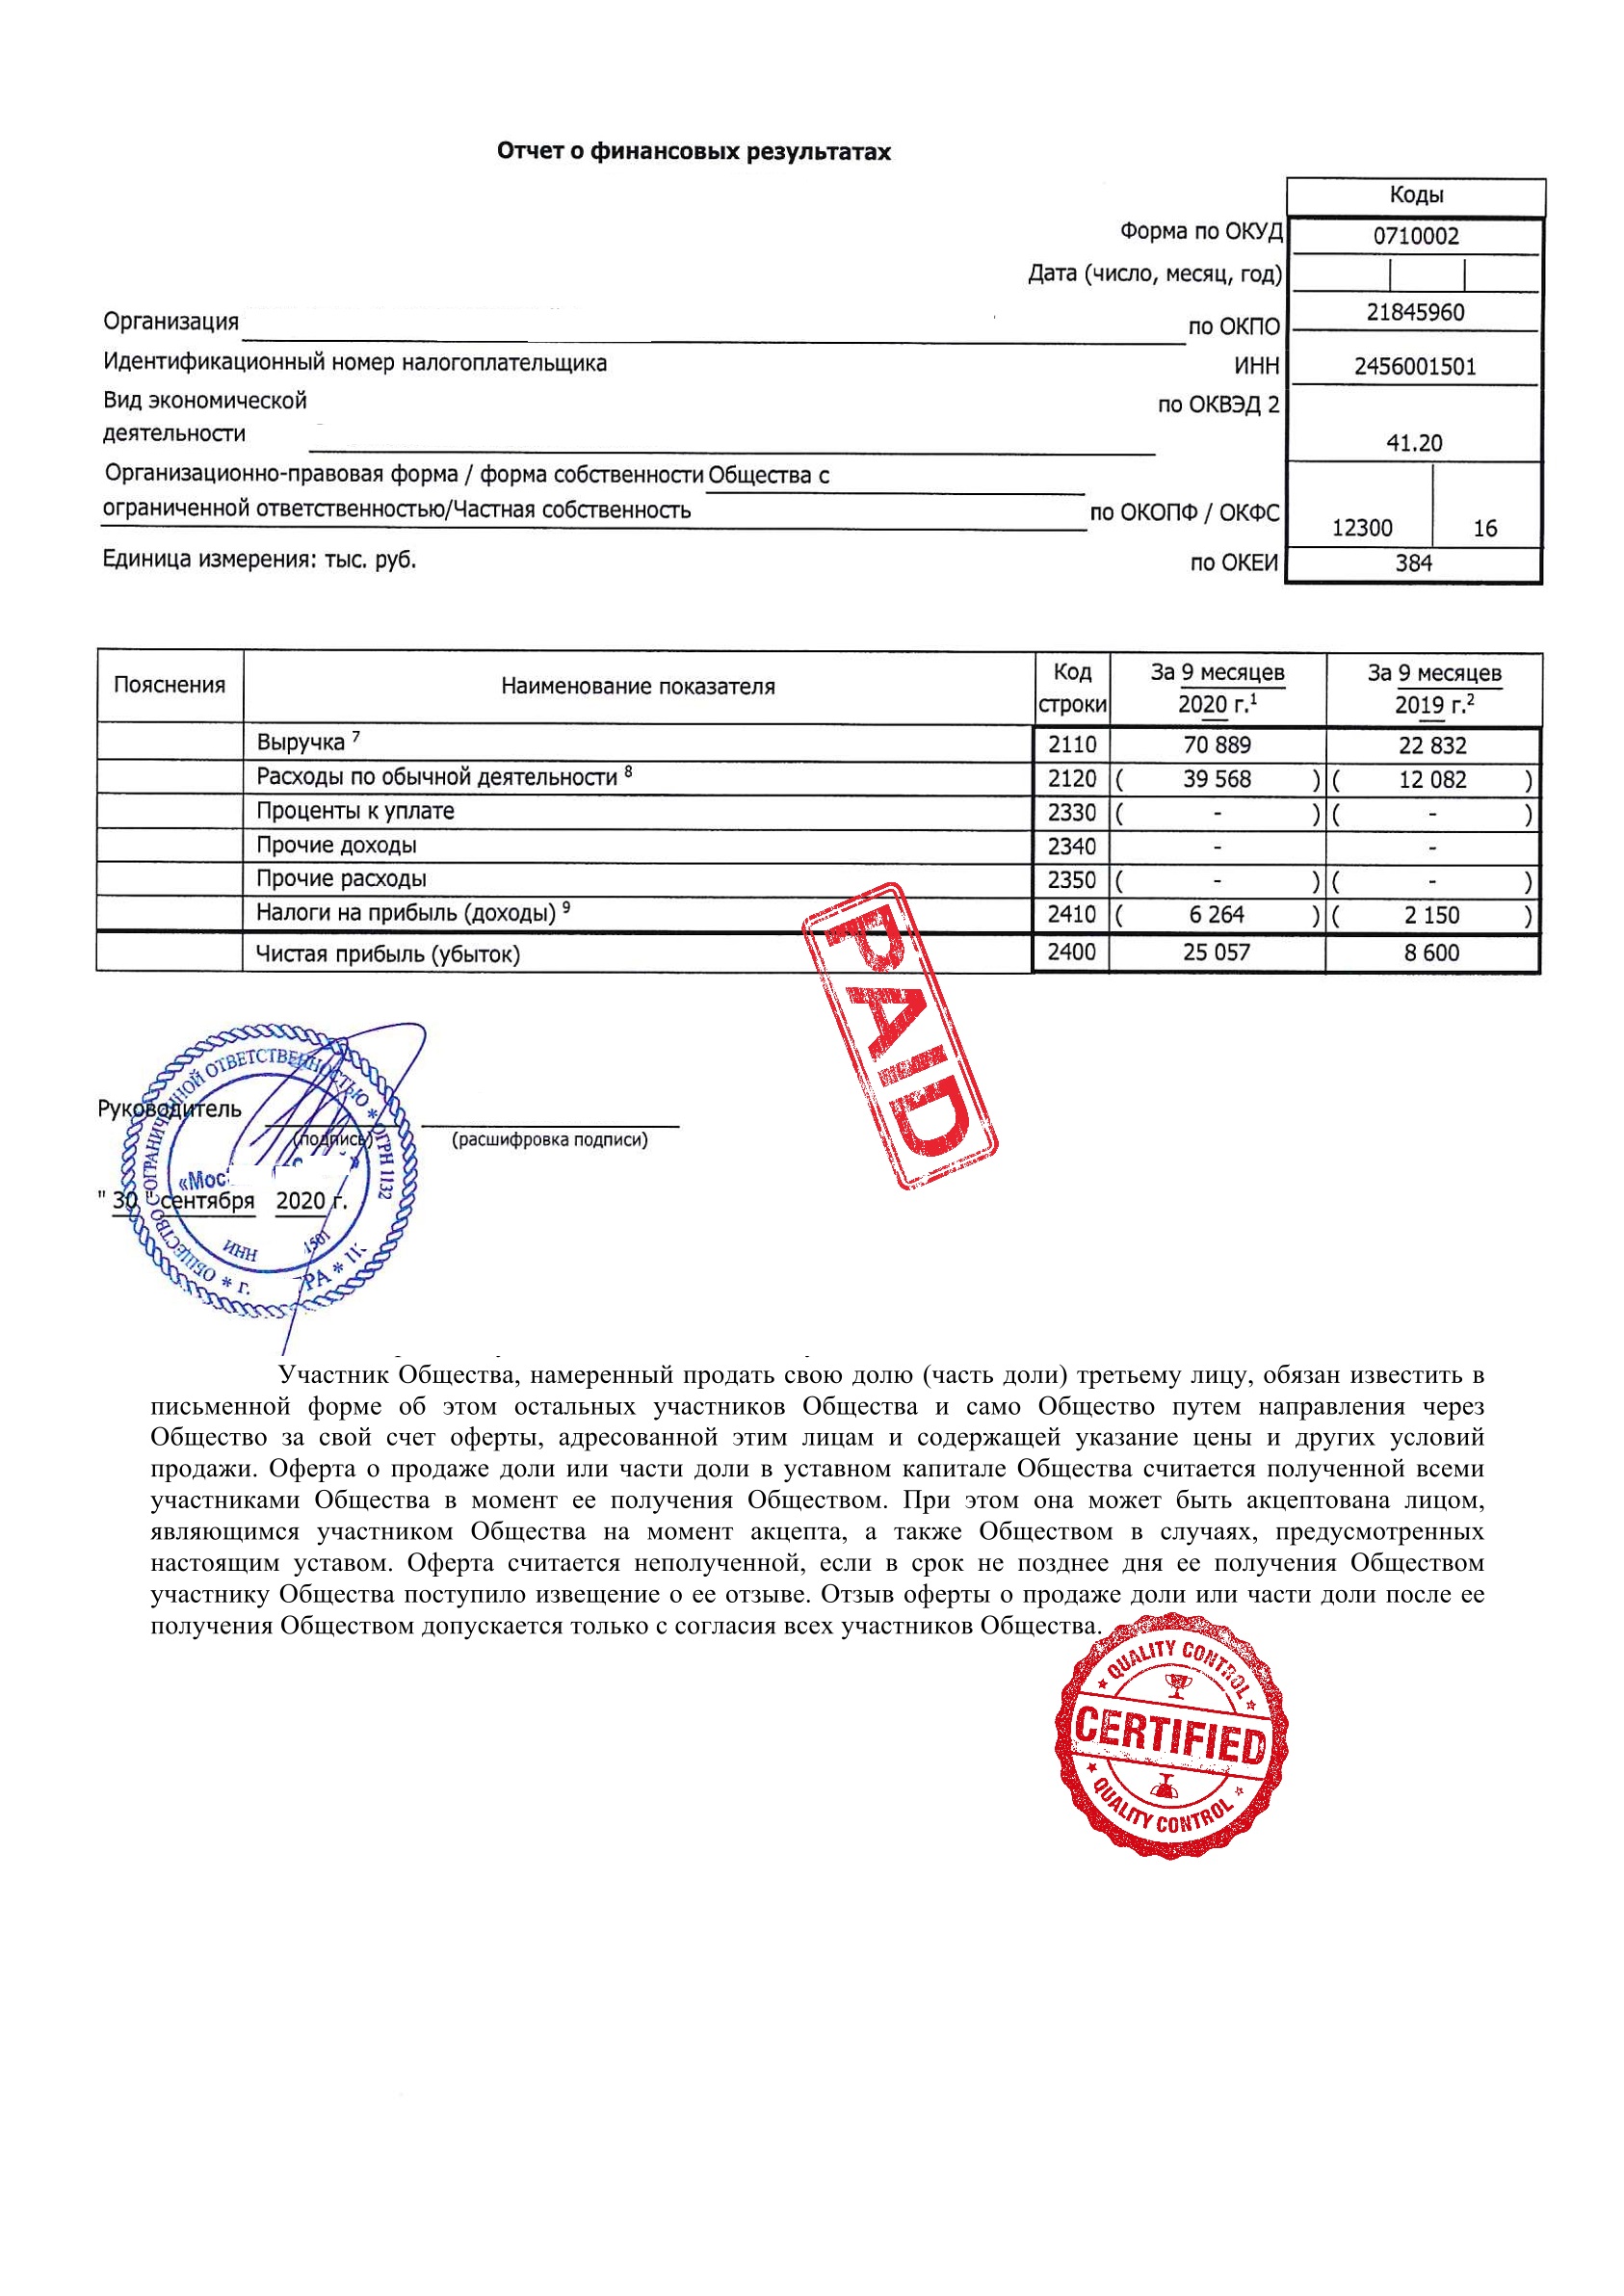 Отчет о финансовых результатах
Коды
Форма по ОКУД 0710002
Дата (число, месяц, год)
Организация по ОКПО 21845960
Идентификационный номер налогоплательщика ИНН 2456001501
Вид экономической по ОКВЭД 2
деятельности 41.20
Организационно-правовая форма / форма собственности Общества с
ограниченной ответственностью/Частная собственность по ОКОПФ / ОКФС 12300 16
Единица измерения: тыс. руб. по ОКЕИ 384
Пояснения Наименование показателя Код строки За 9 месяцев 2020 г.¹ За 9 месяцев 2019 г.²
Выручка ⁷ 2110 70 889 22 832
Расходы по обычной деятельности ⁸ 2120 ( 39 568 ) ( 12 082 )
Проценты к уплате 2330 ( - ) ( - )
Прочие доходы 2340 - -
Прочие расходы 2350 ( - ) ( - )
Налоги на прибыль (доходы) ⁹ 2410 ( 6 264 ) ( 2 150 )
Чистая прибыль (убыток) 2400 25 057 8 600
PAID
Руководитель
(подпись) (расшифровка подписи)
" 30 " сентября 2020 г.
ОБЩЕСТВО С ОГРАНИЧЕННОЙ ОТВЕТСТВЕННОСТЬЮ * ОГРН 1132
ИНН 1501
* г.
Участник Общества, намеренный продать свою долю (часть доли) третьему лицу, обязан известить в
письменной форме об этом остальных участников Общества и само Общество путем направления через
Общество за свой счет оферты, адресованной этим лицам и содержащей указание цены и других условий
продажи. Оферта о продаже доли или части доли в уставном капитале Общества считается полученной всеми
участниками Общества в момент ее получения Обществом. При этом она может быть акцептована лицом,
являющимся участником Общества на момент акцепта, а также Обществом в случаях, предусмотренных
настоящим уставом. Оферта считается неполученной, если в срок не позднее дня ее получения Обществом
участнику Общества поступило извещение о ее отзыве. Отзыв оферты о продаже доли или части доли после ее
получения Обществом допускается только с согласия всех участников Общества.
QUALITY CONTROL
CERTIFIED
QUALITY CONTROL